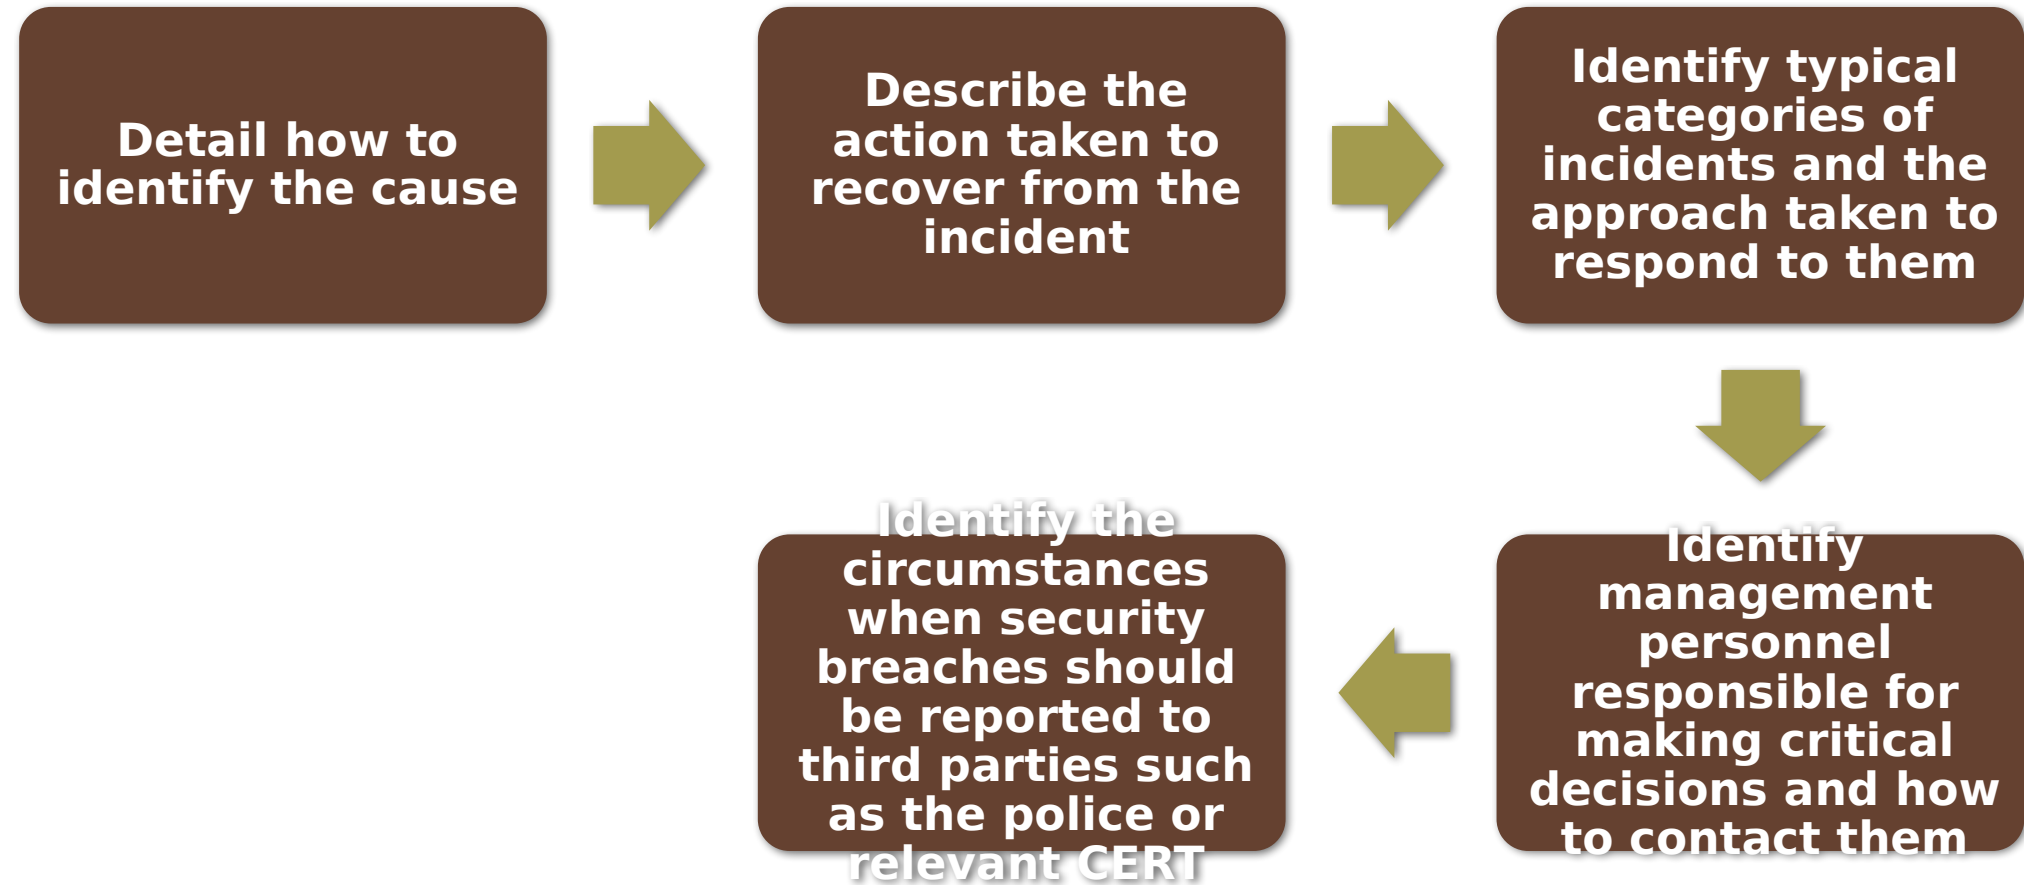 Detail how to
identify the cause
Describe the
action taken to
recover from the
incident
Identify typical
categories of
incidents and the
approach taken to
respond to them
Identify
management
personnel
responsible for
making critical
decisions and how
to contact them
Identify the
circumstances
when security
breaches should
be reported to
third parties such
as the police or
relevant CERT